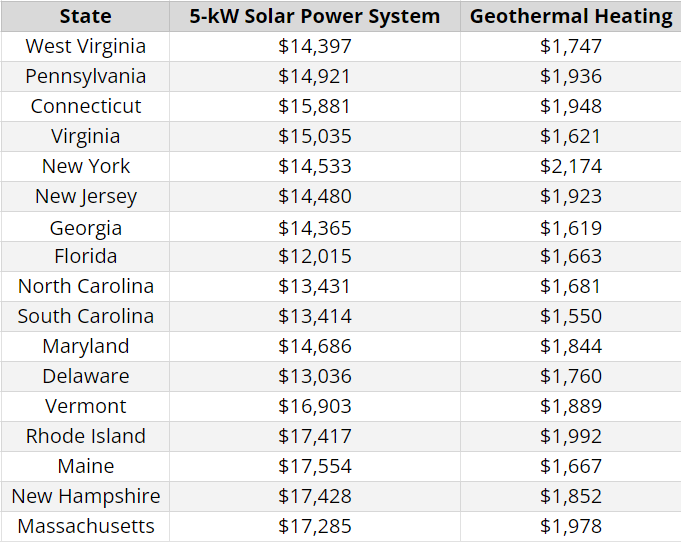 State 5-kW Solar Power System Geothermal Heating
West Virginia $14,397 $1,747
Pennsylvania $14,921 $1,936
Connecticut $15,881 $1,948
Virginia $15,035 $1,621
New York $14,533 $2,174
New Jersey $14,480 $1,923
Georgia $14,365 $1,619
Florida $12,015 $1,663
North Carolina $13,431 $1,681
South Carolina $13,414 $1,550
Maryland $14,686 $1,844
Delaware $13,036 $1,760
Vermont $16,903 $1,889
Rhode Island $17,417 $1,992
Maine $17,554 $1,667
New Hampshire $17,428 $1,852
Massachusetts $17,285 $1,978